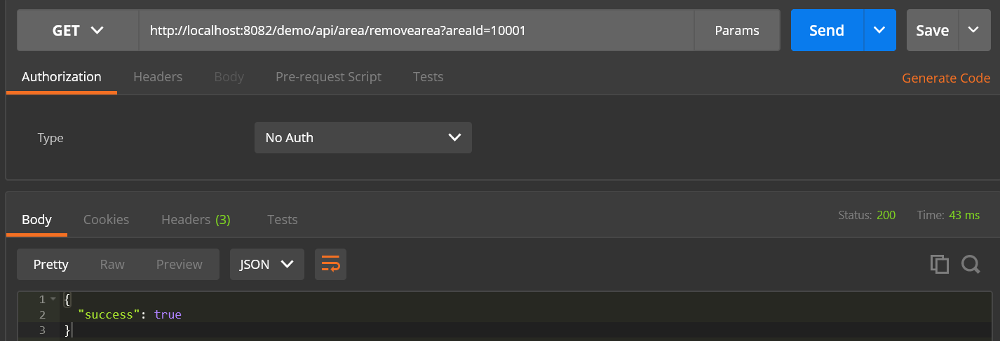 GET http://localhost:8082/demo/api/area/removearea?areaId=10001 Params Send Save
Authorization Headers Body Pre-request Script Tests Generate Code
Type No Auth
Body Cookies Headers (3) Tests Status: 200 Time: 43 ms
Pretty Raw Preview JSON
1 {
2 "success": true
3 }